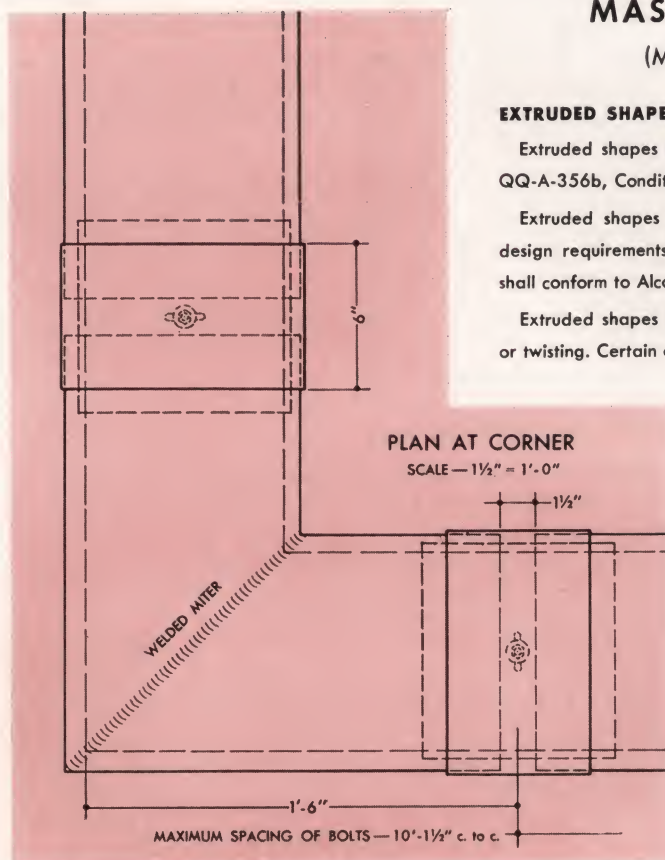 MAS
(M
EXTRUDED SHAPE
Extruded shapes
QQ-A-356b, Condit
Extruded shapes
design requirements
shall conform to Alco
Extruded shapes
or twisting. Certain
6"
PLAN AT CORNER
SCALE — 1½" = 1'-0"
1½"
WELDED MITER
1'-6"
MAXIMUM SPACING OF BOLTS — 10'-1½" c. to c.